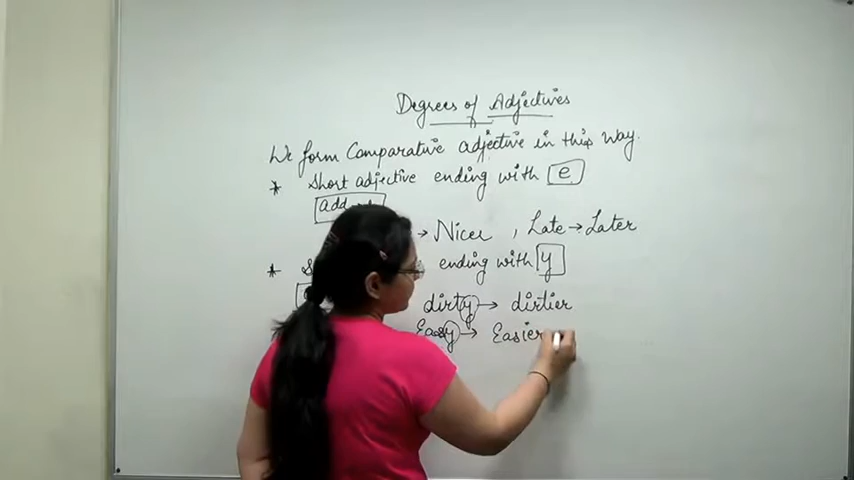 Degrees of Adjectives
We form Comparative adjective in this way.
* Short adjective ending with e
add
→ Nicer, Late → Later
* ending with y
dirty → dirtier
Easy → Easier